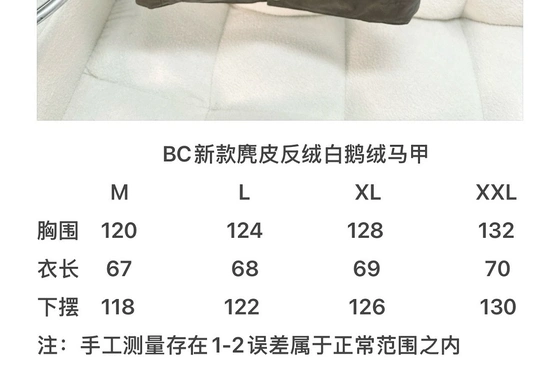 BC新款麂皮反绒白鹅绒马甲
M L XL XXL
胸围 120 124 128 132
衣长 67 68 69 70
下摆 118 122 126 130
注：手工测量存在1-2误差属于正常范围之内